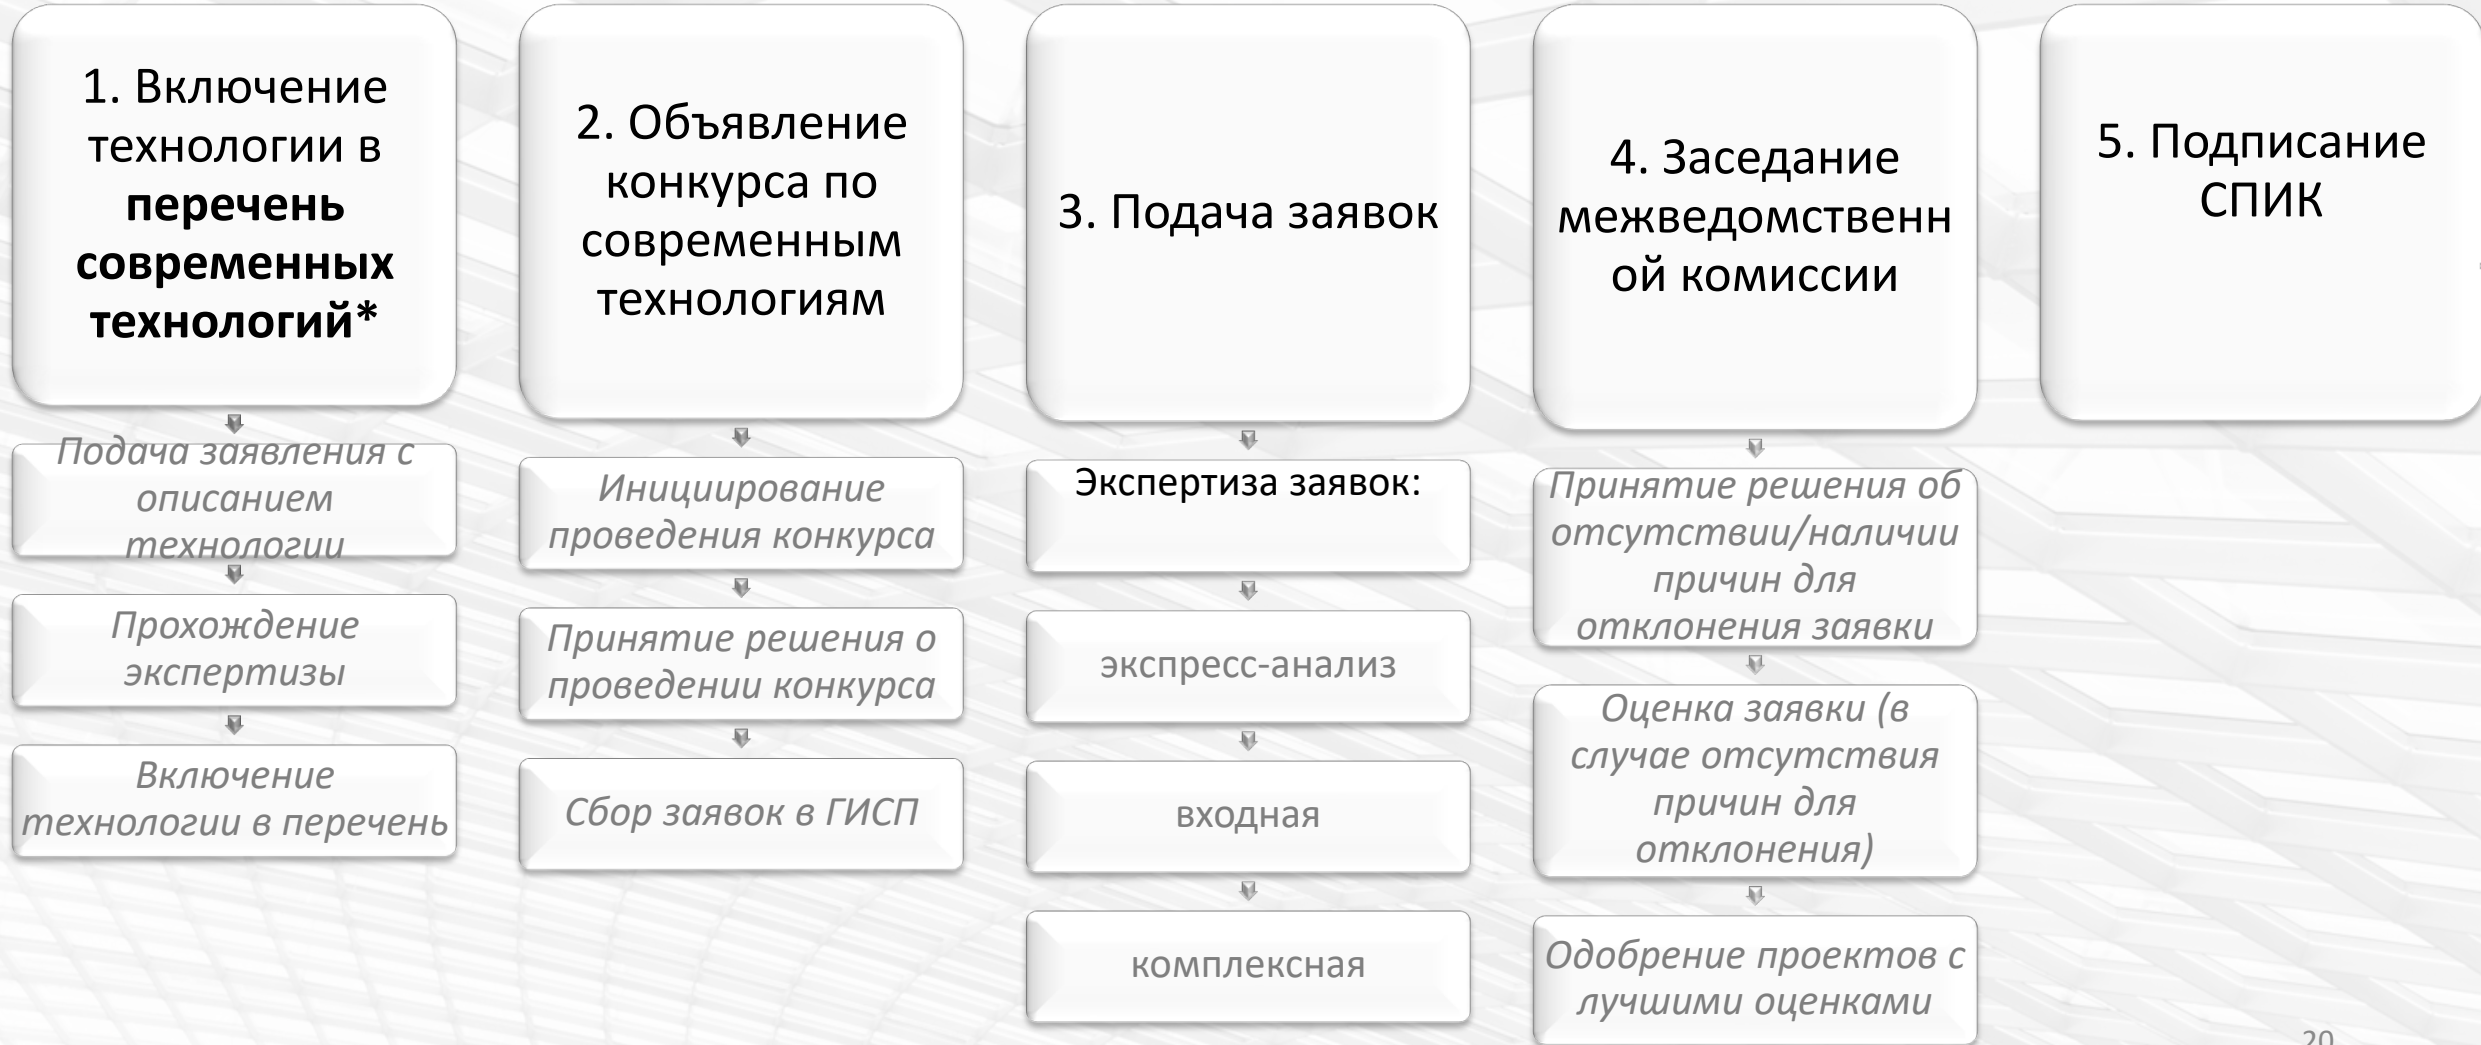 1. Включение
технологии в
перечень
современных
технологий*
Подача заявления с
описанием
технологии
Прохождение
экспертизы
Включение
технологии в перечень
2. Объявление
конкурса по
современным
технологиям
Инициирование
проведения конкурса
Принятие решения о
проведении конкурса
Сбор заявок в ГИСП
3. Подача заявок
Экспертиза заявок:
экспресс-анализ
входная
комплексная
4. Заседание
межведомственн
ой комиссии
Принятие решения об
отсутствии/наличии
причин для
отклонения заявки
Оценка заявки (в
случае отсутствия
причин для
отклонения)
Одобрение проектов с
лучшими оценками
5. Подписание
СПИК
20